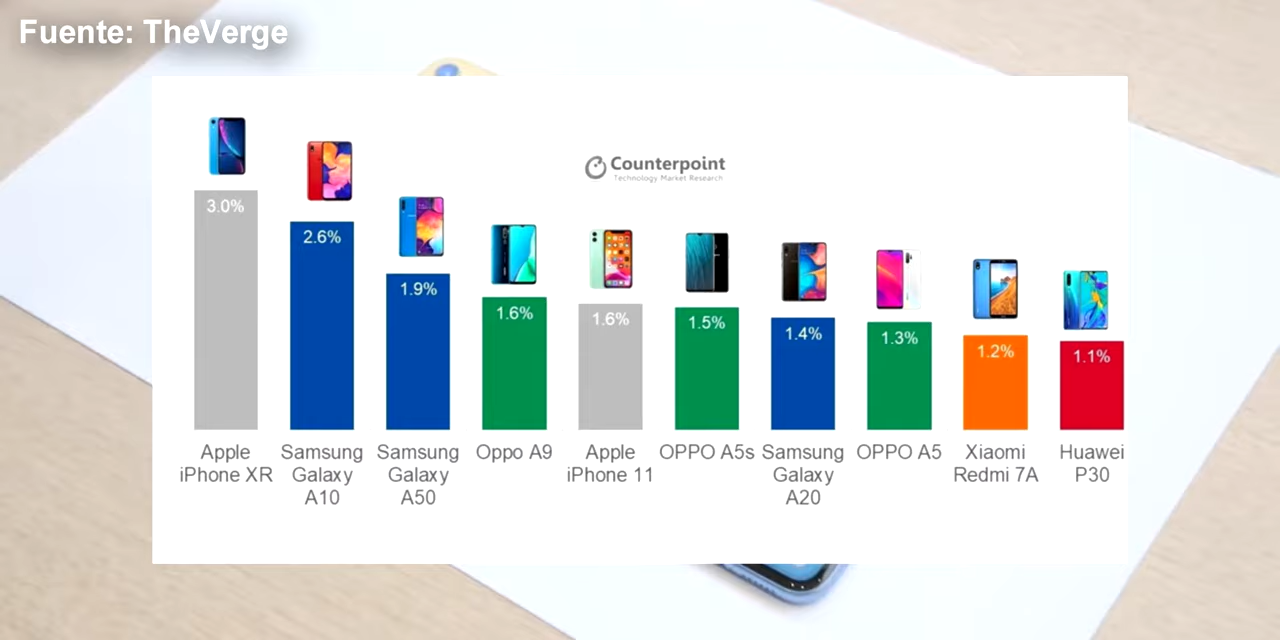 Fuente: TheVerge
Counterpoint
Technology Market Research
3.0%
2.6%
1.9%
1.6%
1.6%
1.5%
1.4%
1.3%
1.2%
1.1%
Apple
iPhone XR
Samsung
Galaxy
A10
Samsung
Galaxy
A50
Oppo A9
Apple
iPhone 11
OPPO A5s
Samsung
Galaxy
A20
OPPO A5
Xiaomi
Redmi 7A
Huawei
P30